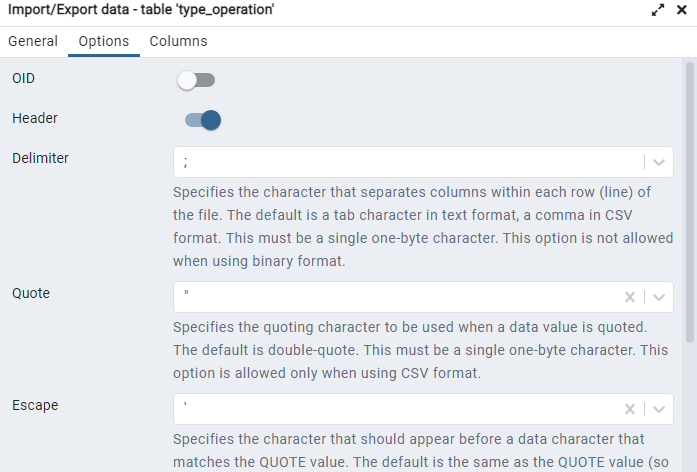 Import/Export data - table 'type_operation'
General Options Columns
OID
Header
Delimiter ;
Specifies the character that separates columns within each row (line) of
the file. The default is a tab character in text format, a comma in CSV
format. This must be a single one-byte character. This option is not allowed
when using binary format.
Quote "
Specifies the quoting character to be used when a data value is quoted.
The default is double-quote. This must be a single one-byte character. This
option is allowed only when using CSV format.
Escape '
Specifies the character that should appear before a data character that
matches the QUOTE value. The default is the same as the QUOTE value (so